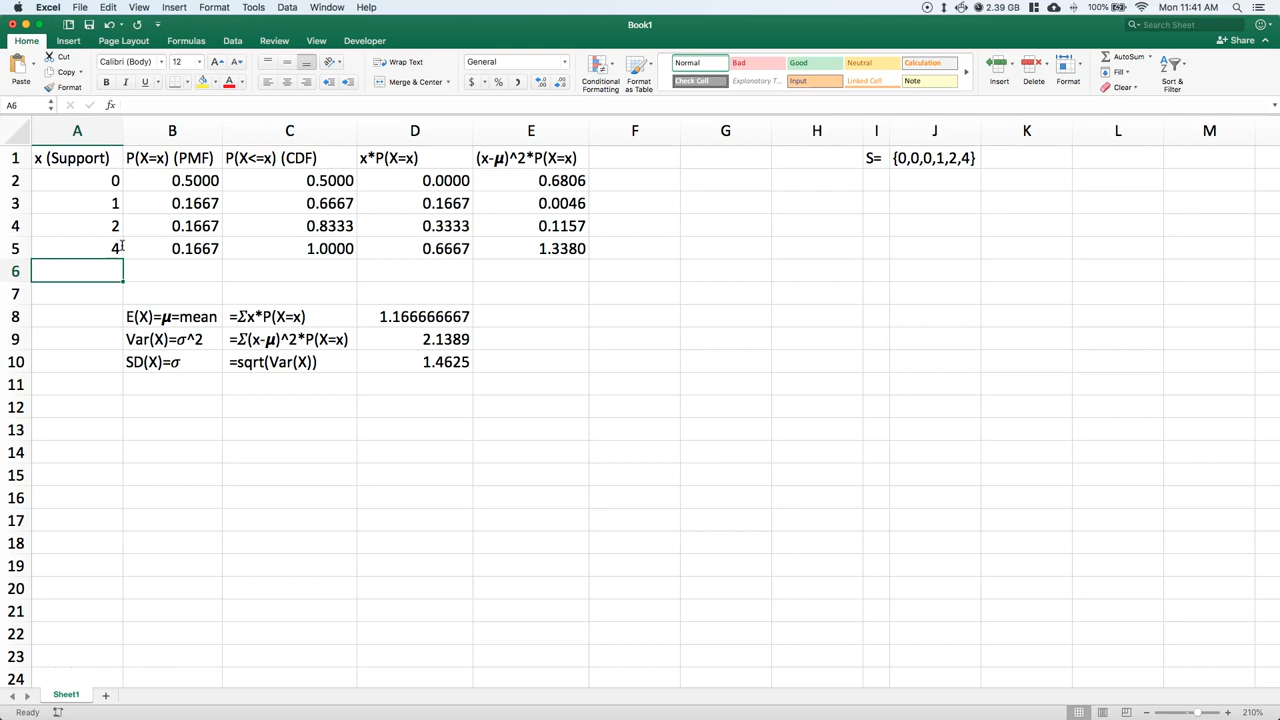 Excel File Edit View Insert Format Tools Data Window Help 2.39 GB 100% Mon 11:41 AM
Book1 Search Sheet
Home Insert Page Layout Formulas Data Review View Developer Share
Paste Cut Copy Format
Calibri (Body) 12 A A
B I U A
Wrap Text
Merge & Center
General
$ % )
Conditional Formatting
Format as Table
Normal Bad Good Neutral Calculation
Check Cell Explanatory T... Input Linked Cell Note
Insert Delete Format
AutoSum
Fill
Clear
Sort & Filter
A6 fx
A B C D E F G H I J K L M
1 x (Support) P(X=x) (PMF) P(X<=x) (CDF) x*P(X=x) (x-μ)^2*P(X=x) S= {0,0,0,1,2,4}
2 0 0.5000 0.5000 0.0000 0.6806
3 1 0.1667 0.6667 0.1667 0.0046
4 2 0.1667 0.8333 0.3333 0.1157
5 4 0.1667 1.0000 0.6667 1.3380
6
7
8 E(X)=μ=mean =Σx*P(X=x) 1.166666667
9 Var(X)=σ^2 =Σ(x-μ)^2*P(X=x) 2.1389
10 SD(X)=σ =sqrt(Var(X)) 1.4625
11
12
13
14
15
16
17
18
19
20
21
22
23
24
Sheet1 +
Ready 210%